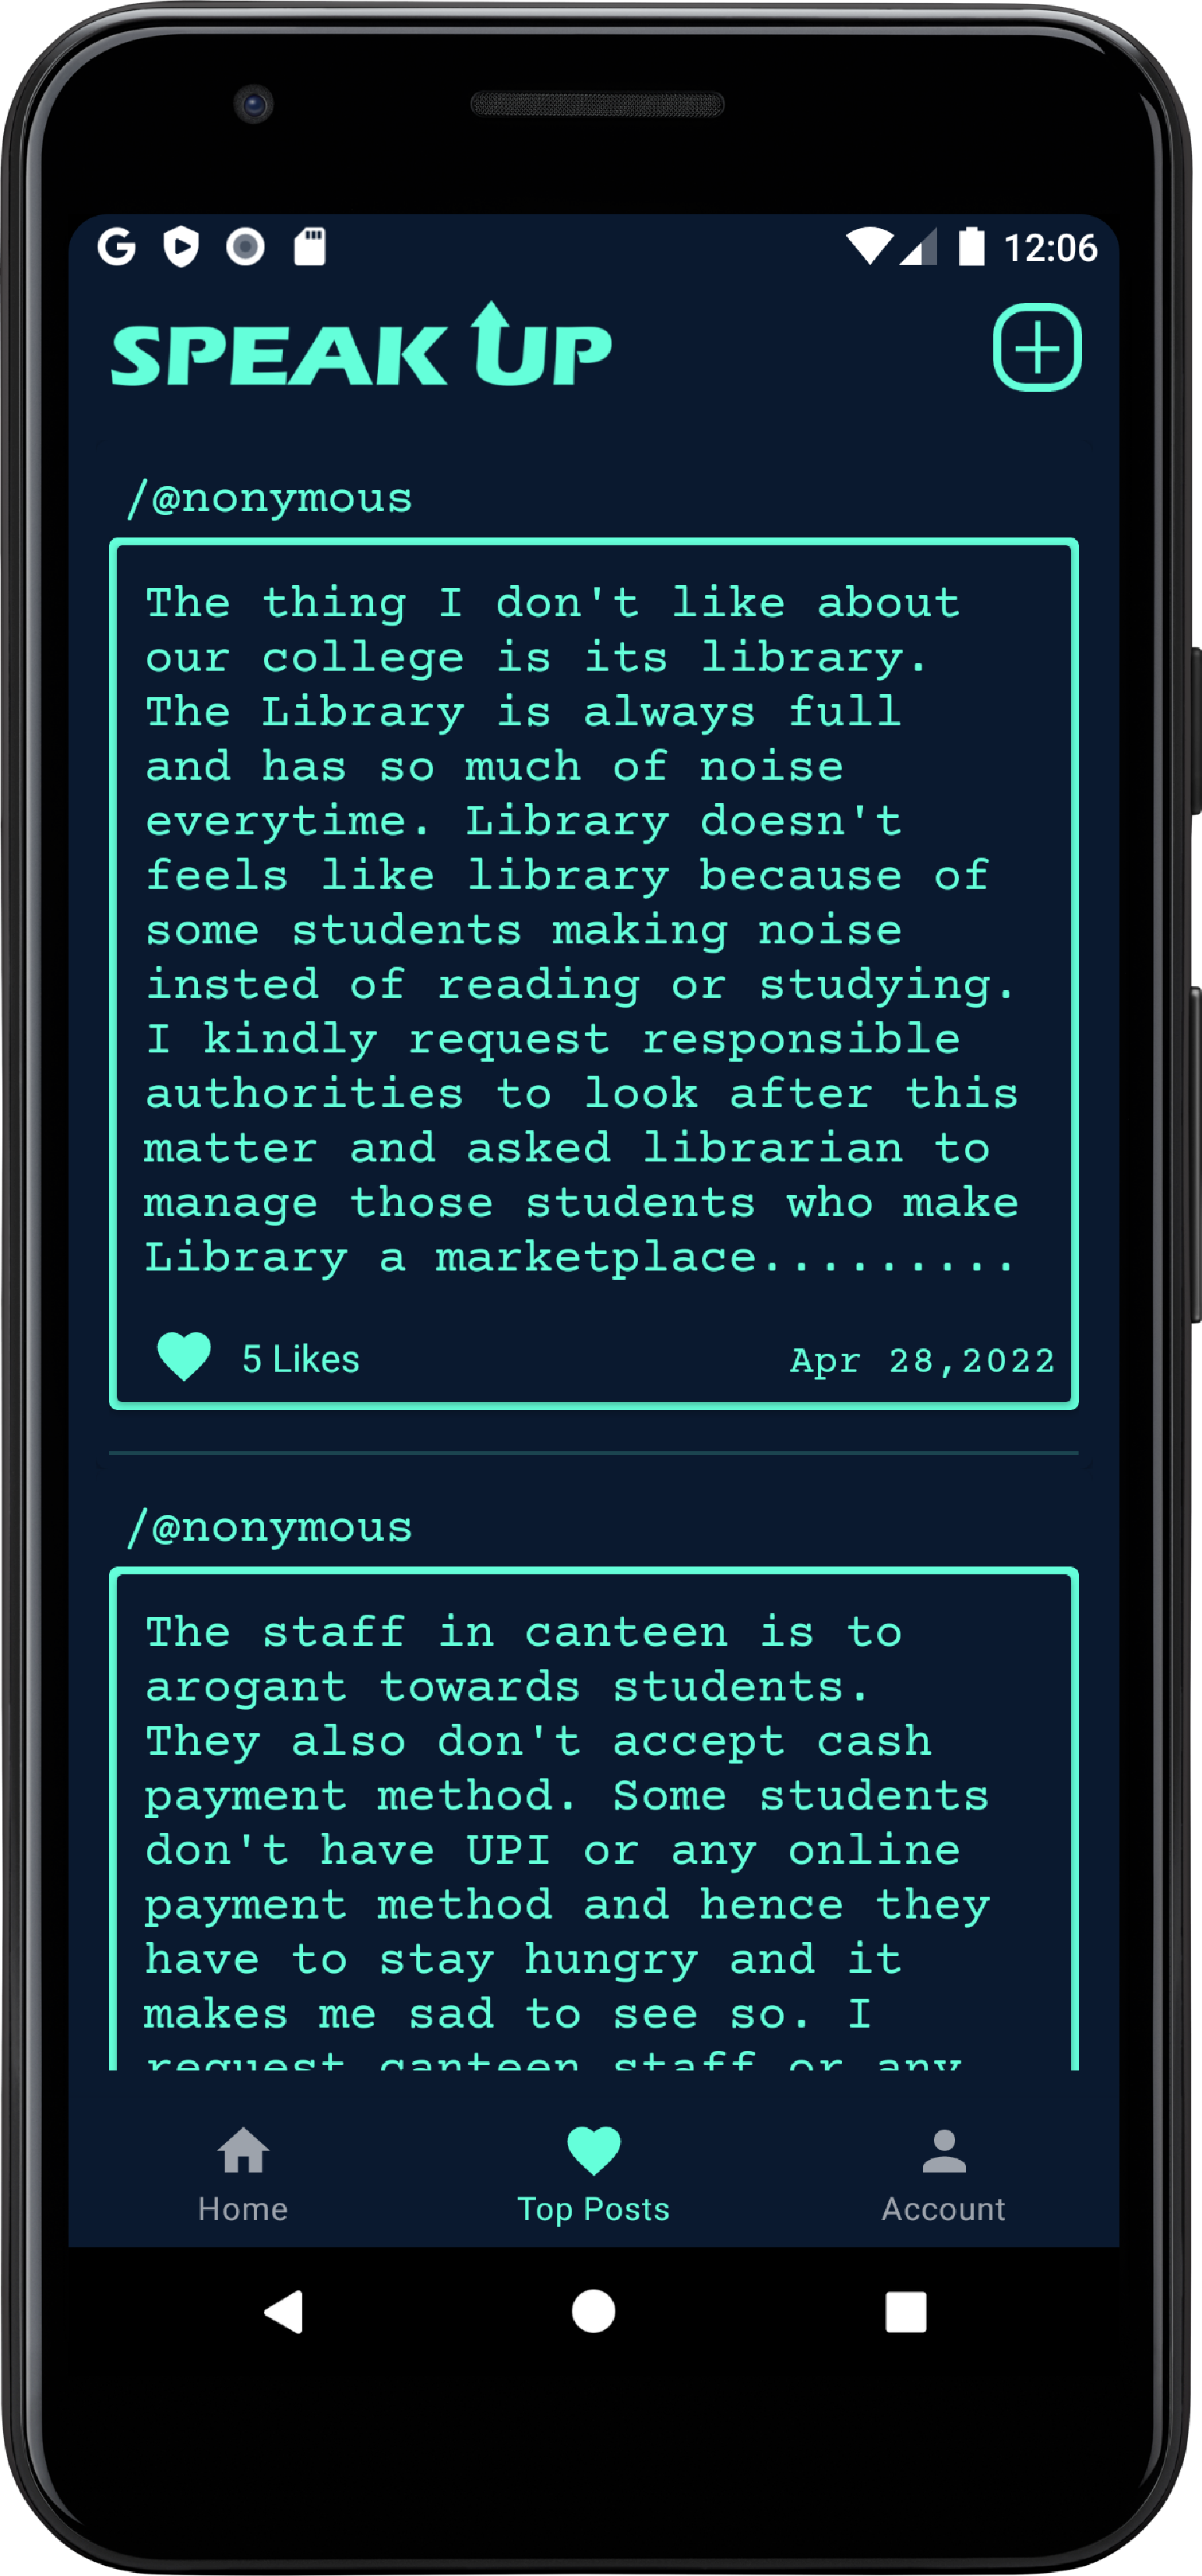 12:06
SPEAK UP
/@nonymous
The thing I don't like about
our college is its library.
The Library is always full
and has so much of noise
everytime. Library doesn't
feels like library because of
some students making noise
insted of reading or studying.
I kindly request responsible
authorities to look after this
matter and asked librarian to
manage those students who make
Library a marketplace.........
5 Likes
Apr 28,2022
/@nonymous
The staff in canteen is to
arogant towards students.
They also don't accept cash
payment method. Some students
don't have UPI or any online
payment method and hence they
have to stay hungry and it
makes me sad to see so. I
request canteen staff or any
Home
Top Posts
Account